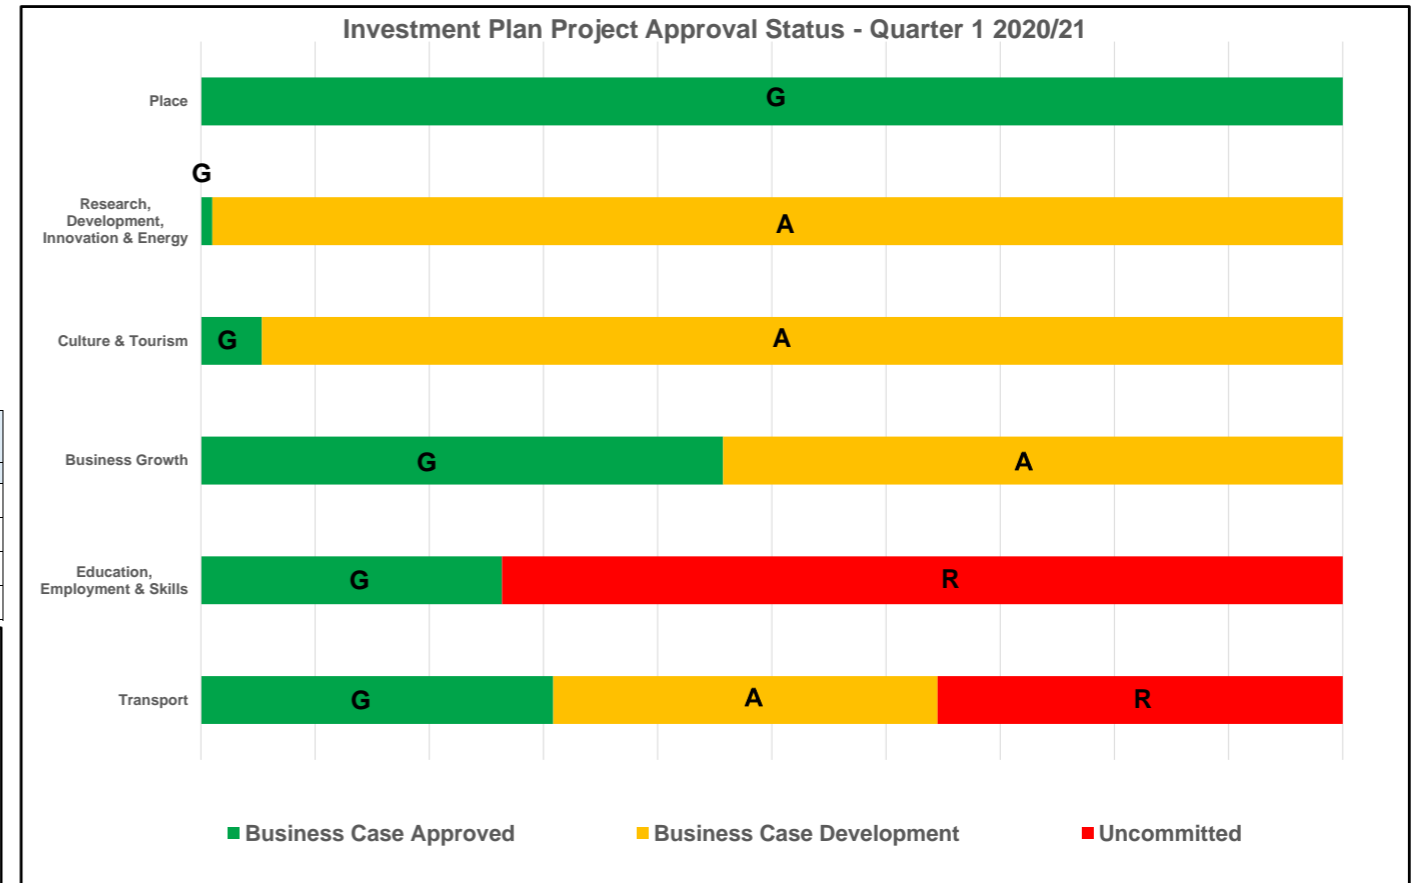 Investment Plan Project Approval Status - Quarter 1 2020/21
Place
G
G
Research,
Development,
Innovation & Energy
A
Culture & Tourism
G
A
Business Growth
G
A
Education,
Employment & Skills
G
R
Transport
G
A
R
Business Case Approved
Business Case Development
Uncommitted